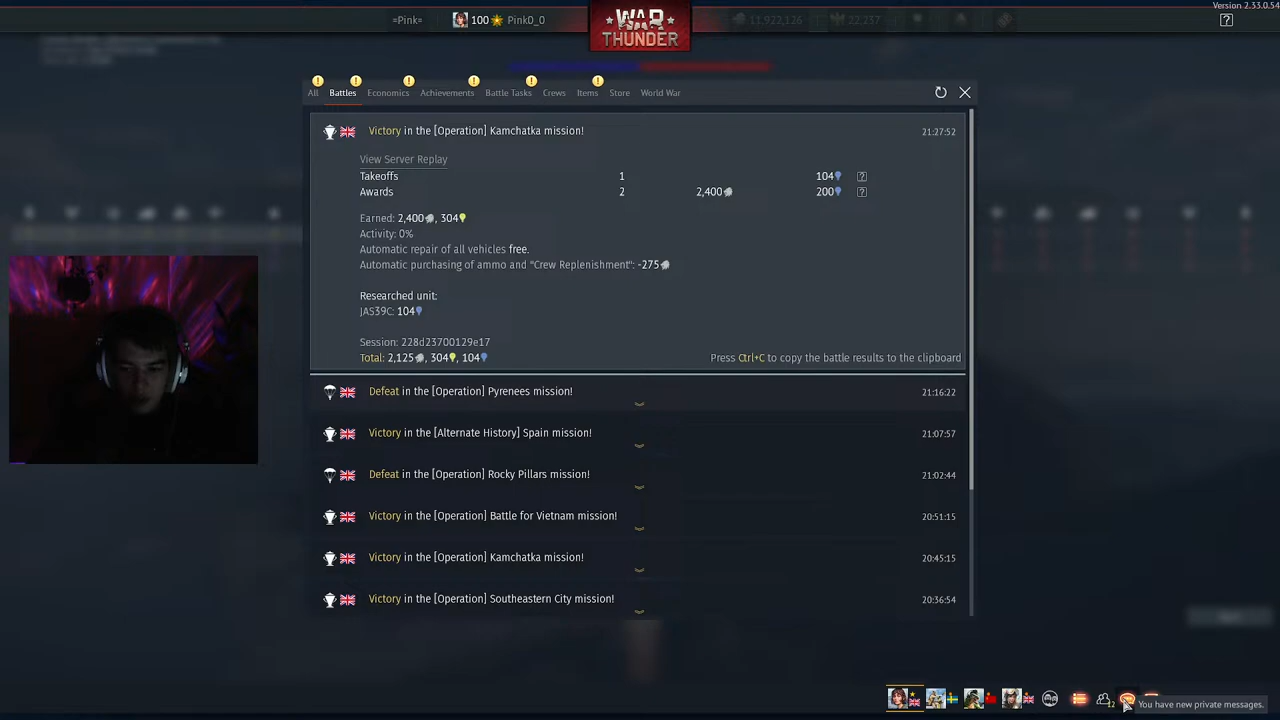 Version 2.33.0.54
=Pink=
100 Pink0_0
WAR THUNDER
11,922,126
22,237
All Battles Economics Achievements Battle Tasks Crews Items Store World War
Victory in the [Operation] Kamchatka mission! 21:27:52
View Server Replay
Takeoffs 1 104
Awards 2 2,400 200
Earned: 2,400, 304
Activity: 0%
Automatic repair of all vehicles free.
Automatic purchasing of ammo and "Crew Replenishment": -275
Researched unit:
JAS39C: 104
Session: 228d23700129e17
Total: 2,125, 304, 104 Press Ctrl+C to copy the battle results to the clipboard
Defeat in the [Operation] Pyrenees mission! 21:16:22
Victory in the [Alternate History] Spain mission! 21:07:57
Defeat in the [Operation] Rocky Pillars mission! 21:02:44
Victory in the [Operation] Battle for Vietnam mission! 20:51:15
Victory in the [Operation] Kamchatka mission! 20:45:15
Victory in the [Operation] Southeastern City mission! 20:36:54
12
You have new private messages.